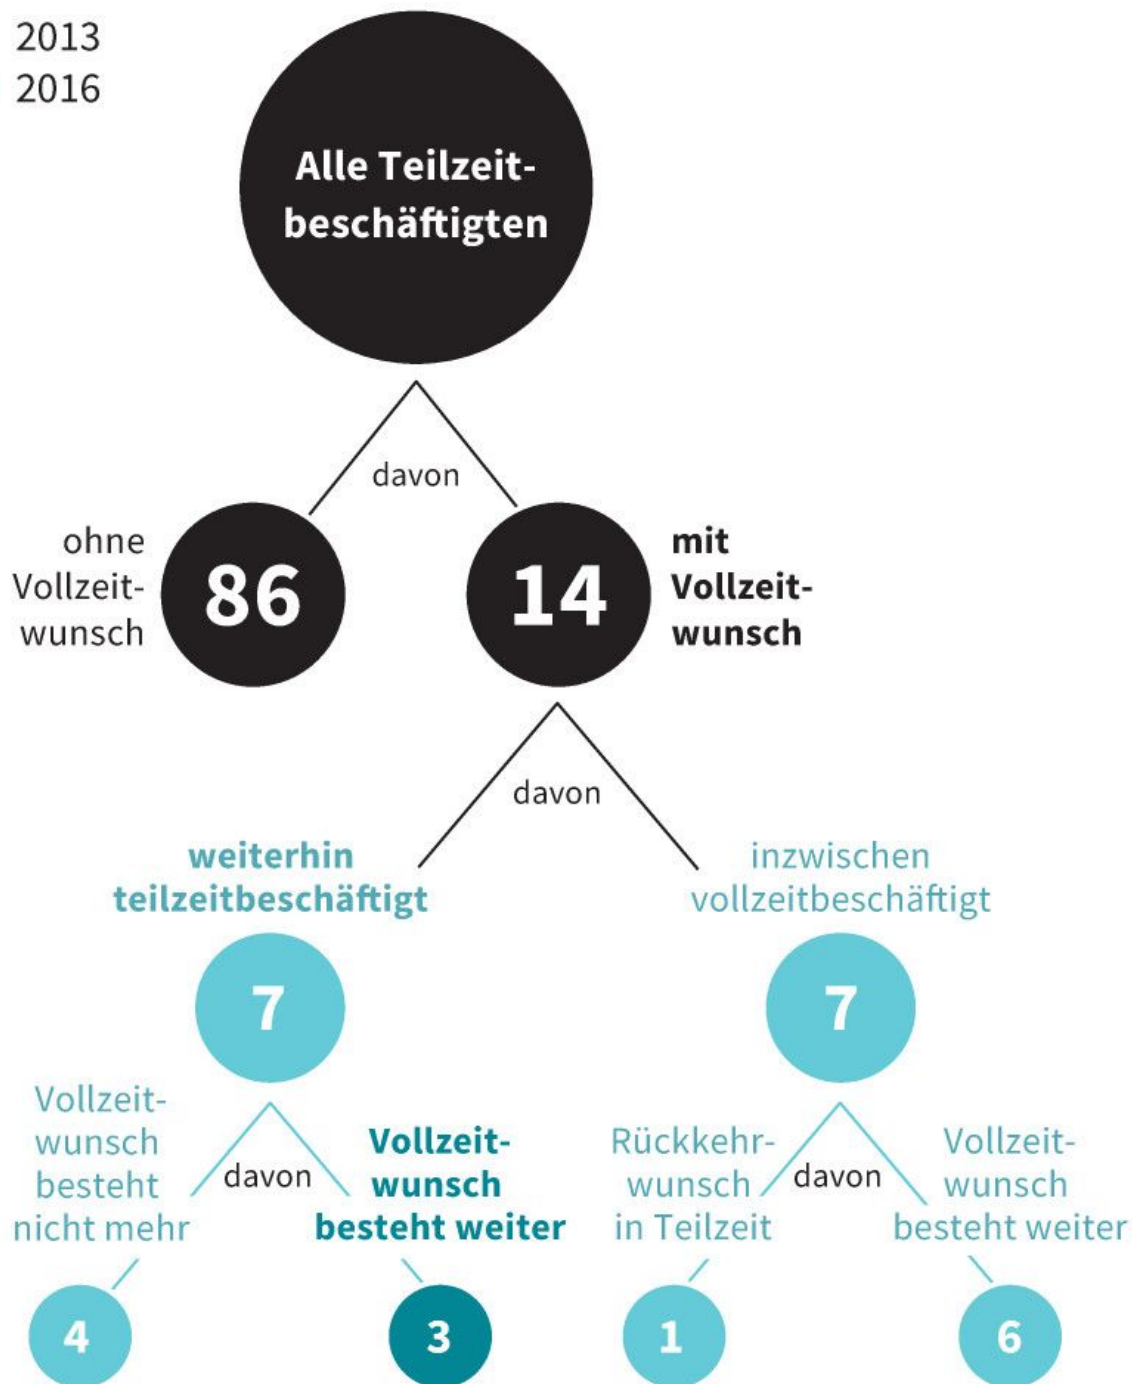 2013
2016
Alle Teilzeit-
beschäftigten
davon
ohne
Vollzeit-
wunsch
86
14
mit
Vollzeit-
wunsch
davon
weiterhin
teilzeitbeschäftigt
inzwischen
vollzeitbeschäftigt
7
7
Vollzeit-
wunsch
besteht
nicht mehr
davon
Vollzeit-
wunsch
besteht weiter
Rückkehr-
wunsch
in Teilzeit
davon
Vollzeit-
wunsch
besteht weiter
4
3
1
6